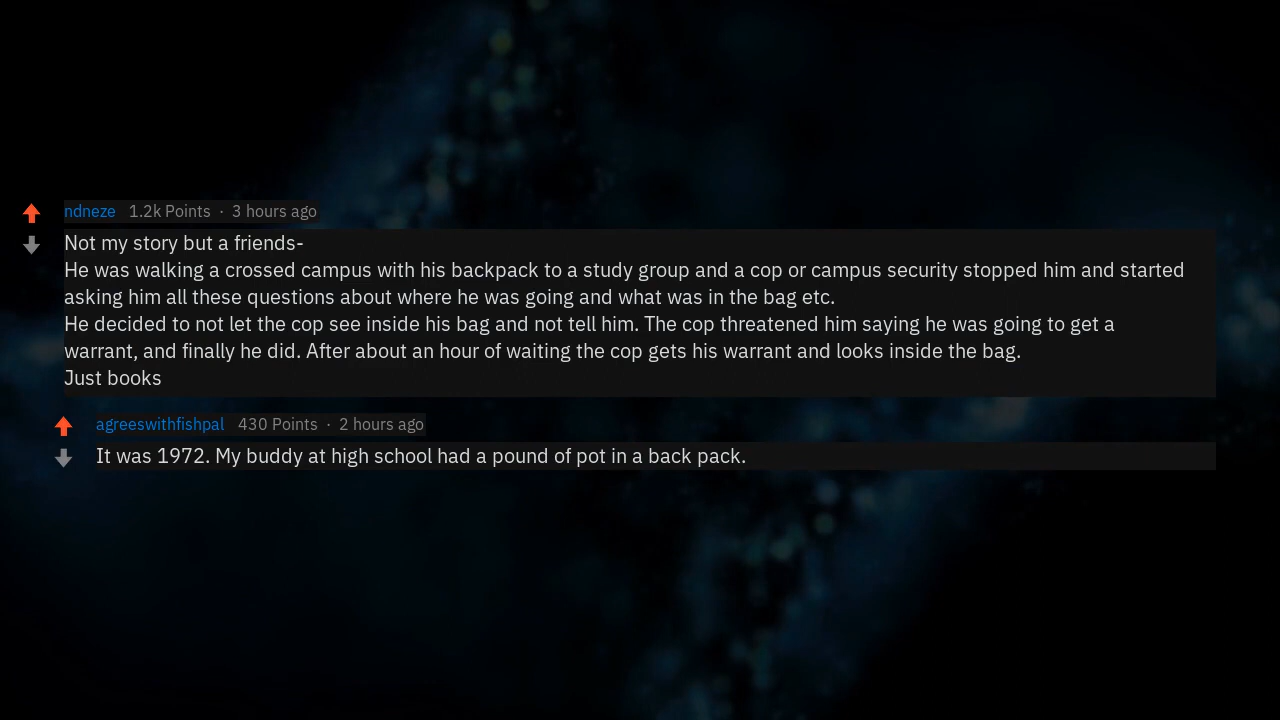 ndneze 1.2k Points · 3 hours ago
Not my story but a friends-
He was walking a crossed campus with his backpack to a study group and a cop or campus security stopped him and started
asking him all these questions about where he was going and what was in the bag etc.
He decided to not let the cop see inside his bag and not tell him. The cop threatened him saying he was going to get a
warrant, and finally he did. After about an hour of waiting the cop gets his warrant and looks inside the bag.
Just books
agreeswithfishpal 430 Points · 2 hours ago
It was 1972. My buddy at high school had a pound of pot in a back pack.